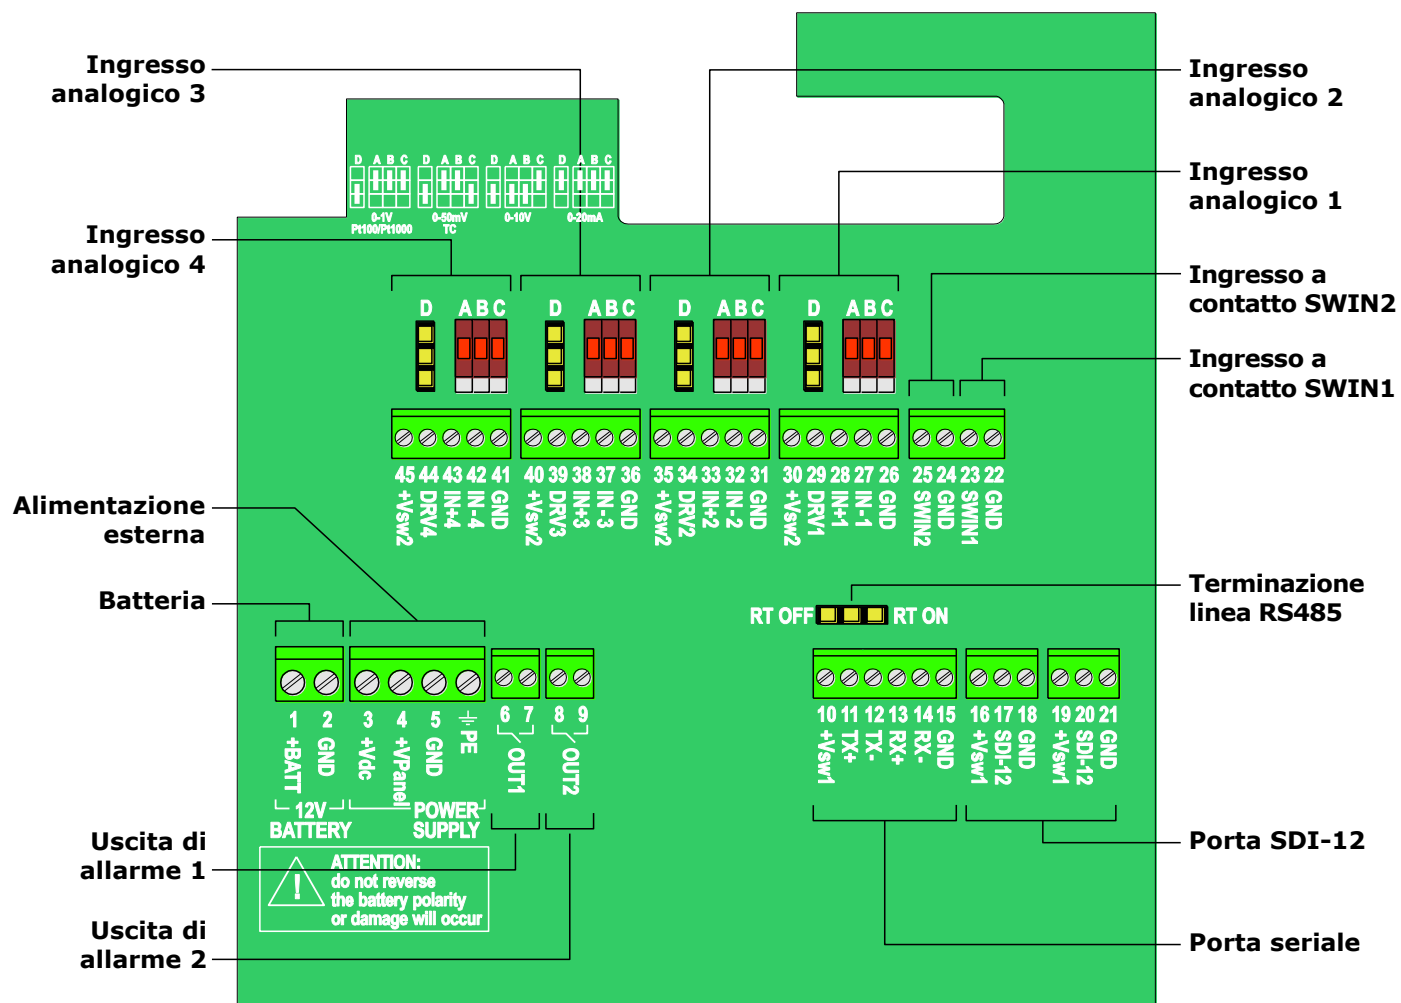 Ingresso
analogico 3
Ingresso
analogico 2
Ingresso
analogico 1
Ingresso
analogico 4
Ingresso a
contatto SWIN2
Ingresso a
contatto SWIN1
D A B C D A B C D A B C D A B C
0-1V 0-50mV 0-10V 0-20mA
Pt100/Pt1000 TC
D A B C D A B C D A B C D A B C
45 44 43 42 41 40 39 38 37 36 35 34 33 32 31 30 29 28 27 26 25 24 23 22
+Vsw2 DRV4 IN+4 IN-4 GND +Vsw2 DRV3 IN+3 IN-3 GND +Vsw2 DRV2 IN+2 IN-2 GND +Vsw2 DRV1 IN+1 IN-1 GND SWIN2 GND SWIN1 GND
Alimentazione
esterna
Batteria
Terminazione
linea RS485
RT OFF RT ON
1 2 3 4 5 6 7 8 9
+BATT GND +Vdc +VPanel GND PE OUT1 OUT2
12V
BATTERY
POWER
SUPPLY
10 11 12 13 14 15 16 17 18 19 20 21
+Vsw1 TX+ TX- RX+ RX- GND +Vsw1 SDI-12 GND +Vsw1 SDI-12 GND
Uscita di
allarme 1
ATTENTION:
do not reverse
the battery polarity
or damage will occur
!
Uscita di
allarme 2
Porta SDI-12
Porta seriale